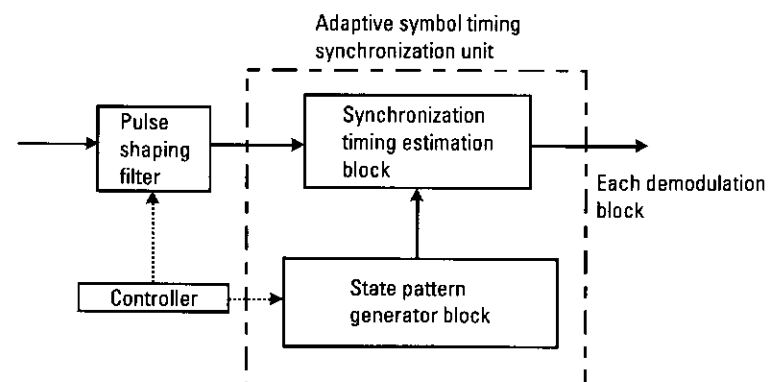 Adaptive symbol timing
synchronization unit
Pulse
shaping
filter
Synchronization
timing estimation
block
Each demodulation
block
Controller
State pattern
generator block